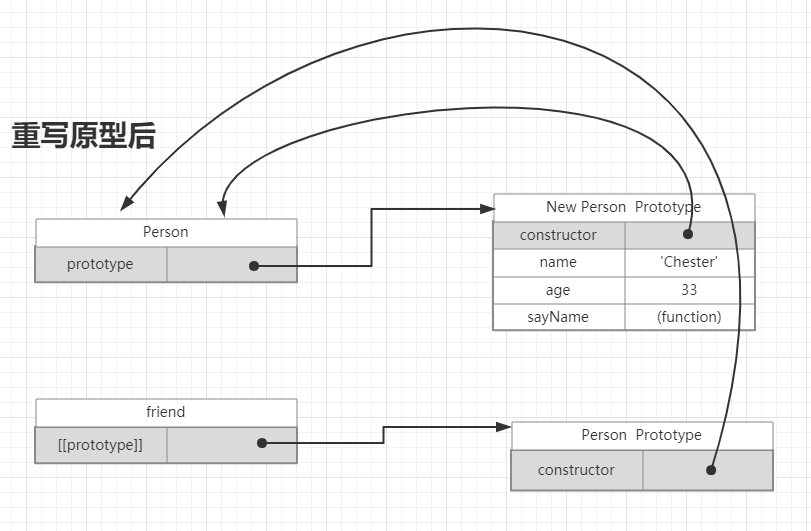 重写原型后
Person
prototype
New Person Prototype
constructor
name 'Chester'
age 33
sayName (function)
friend
[[prototype]]
Person Prototype
constructor